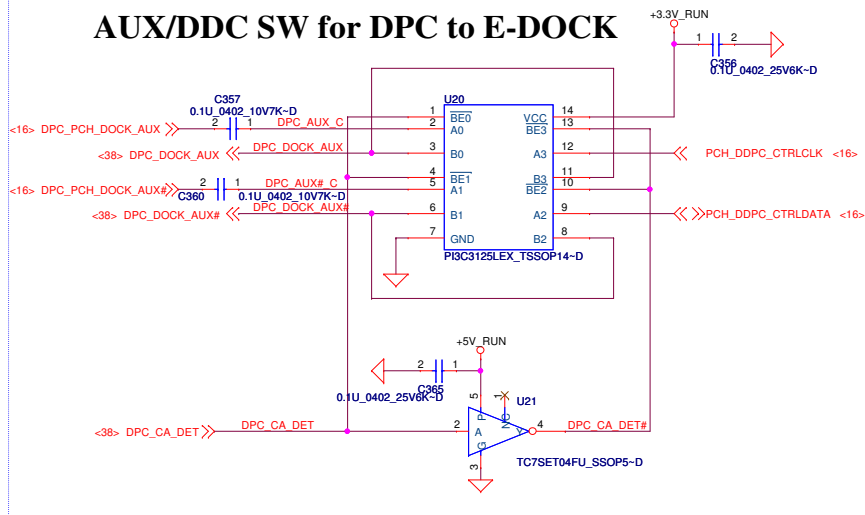 AUX/DDC SW for DPC to E-DOCK
+3.3V_RUN
1 2
C356
0.1U_0402_25V6K~D
C357
0.1U_0402_10V7K~D
2 1
<16> DPC_PCH_DOCK_AUX
DPC_AUX_C
<38> DPC_DOCK_AUX
DPC_DOCK_AUX
<16> DPC_PCH_DOCK_AUX#
2 1
C360
0.1U_0402_10V7K~D
DPC_AUX#_C
<38> DPC_DOCK_AUX#
DPC_DOCK_AUX#
U20
1 BE0 VCC 14
2 A0 BE3 13
3 B0 A3 12
4 BE1 B3 11
5 A1 BE2 10
6 B1 A2 9
7 GND B2 8
PI3C3125LEX_TSSOP14~D
PCH_DDPC_CTRLCLK <16>
PCH_DDPC_CTRLDATA <16>
+5V_RUN
2 1
C365
0.1U_0402_25V6K~D
U21
5 P
1 NC
2 A Y 4
G 3
TC7SET04FU_SSOP5~D
<38> DPC_CA_DET
DPC_CA_DET
DPC_CA_DET#